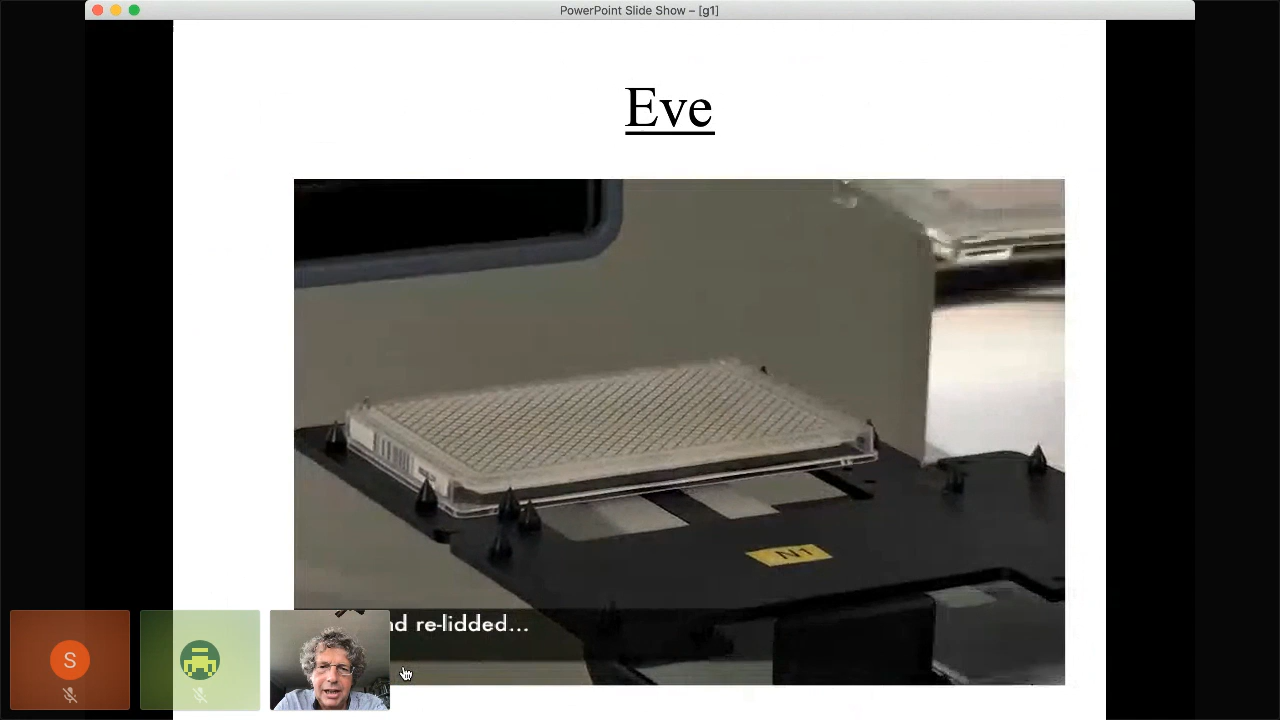 PowerPoint Slide Show – [g1]
Eve
N1
nd re-lidded...
S